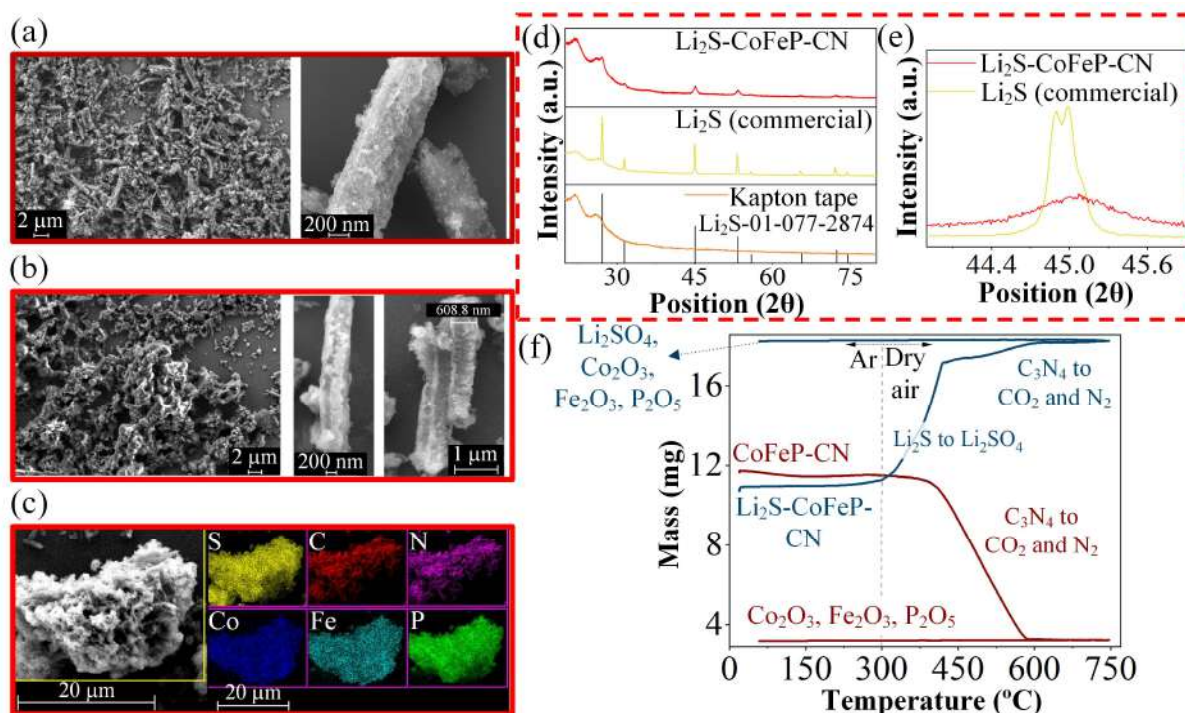 (a)
2 µm
200 nm
(b)
2 µm
200 nm
608.8 nm
1 µm
(c)
20 µm
S
C
N
Co
Fe
P
20 µm
(d)
Intensity (a.u.)
Li₂S-CoFeP-CN
Li₂S (commercial)
Kapton tape
Li₂S-01-077-2874
30
45
60
75
Position (2θ)
(e)
Intensity (a.u.)
Li₂S-CoFeP-CN
Li₂S (commercial)
44.4
45.0
45.6
Position (2θ)
(f)
Li₂SO₄,
Co₂O₃,
Fe₂O₃, P₂O₅
Ar
Dry
air
C₃N₄ to
CO₂ and N₂
Li₂S to Li₂SO₄
CoFeP-CN
Li₂S-CoFeP-
CN
C₃N₄ to
CO₂ and N₂
Co₂O₃, Fe₂O₃, P₂O₅
Mass (mg)
16
12
8
4
0
150
300
450
600
750
Temperature (ºC)